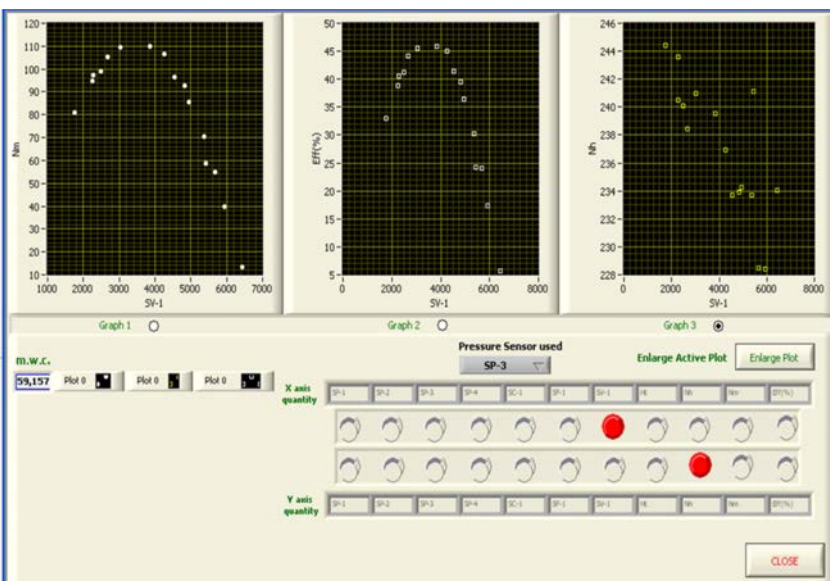 120
110
100
90
80
70
60
50
40
30
20
10
Nm
1000 2000 3000 4000 5000 6000 7000
SV-1
50
45
40
35
30
25
20
15
10
5
Eff(%)
0 2000 4000 6000 8000
SV-1
246
244
242
240
238
236
234
232
230
228
Nh
0 2000 4000 6000 8000
SV-1
Graph 1
Graph 2
Graph 3
m.w.c.
59,157
Plot 0
Plot 0
Plot 0
Pressure Sensor used
SP-3
Enlarge Active Plot
Enlarge Plot
X axis
quantity
SP-1 SP-2 SP-3 SP-4 SC-1 SF-1 SV-1 Ht Nh Nm Eff(%)
Y axis
quantity
SP-1 SP-2 SP-3 SP-4 SC-1 SF-1 SV-1 Ht Nh Nm Eff(%)
CLOSE